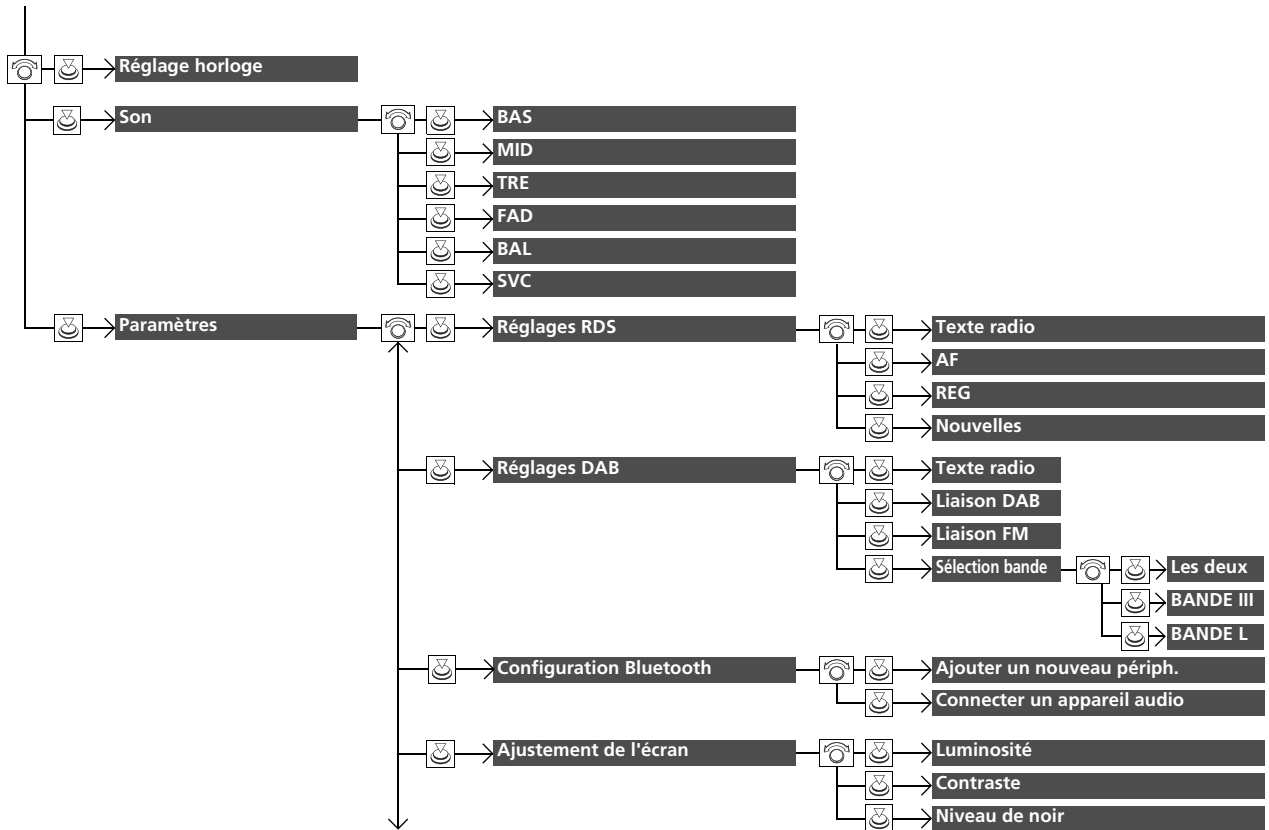 Réglage horloge
Son
BAS
MID
TRE
FAD
BAL
SVC
Paramètres
Réglages RDS
Texte radio
AF
REG
Nouvelles
Réglages DAB
Texte radio
Liaison DAB
Liaison FM
Sélection bande
Les deux
BANDE III
BANDE L
Configuration Bluetooth
Ajouter un nouveau périph.
Connecter un appareil audio
Ajustement de l'écran
Luminosité
Contraste
Niveau de noir